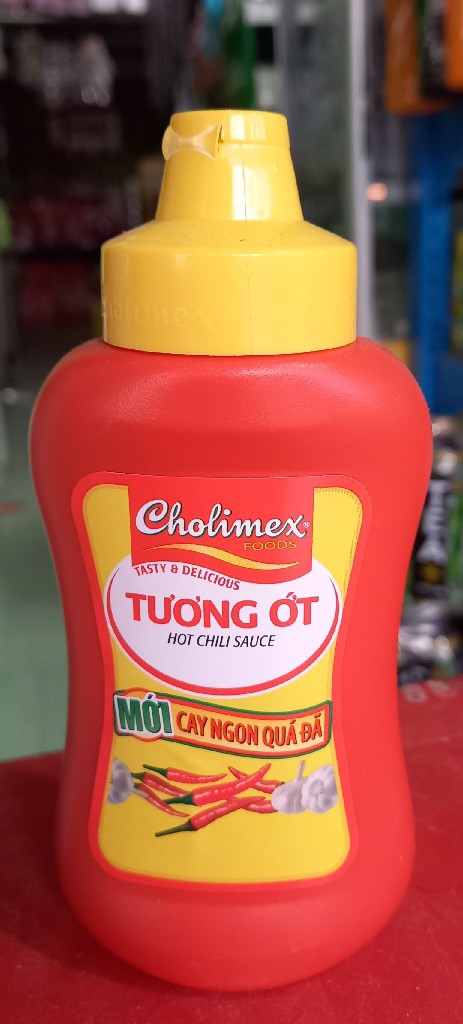 Cholimex®
FOODS
TASTY & DELICIOUS
TƯƠNG ỚT
HOT CHILI SAUCE
MỚI CAY NGON QUÁ ĐÃ